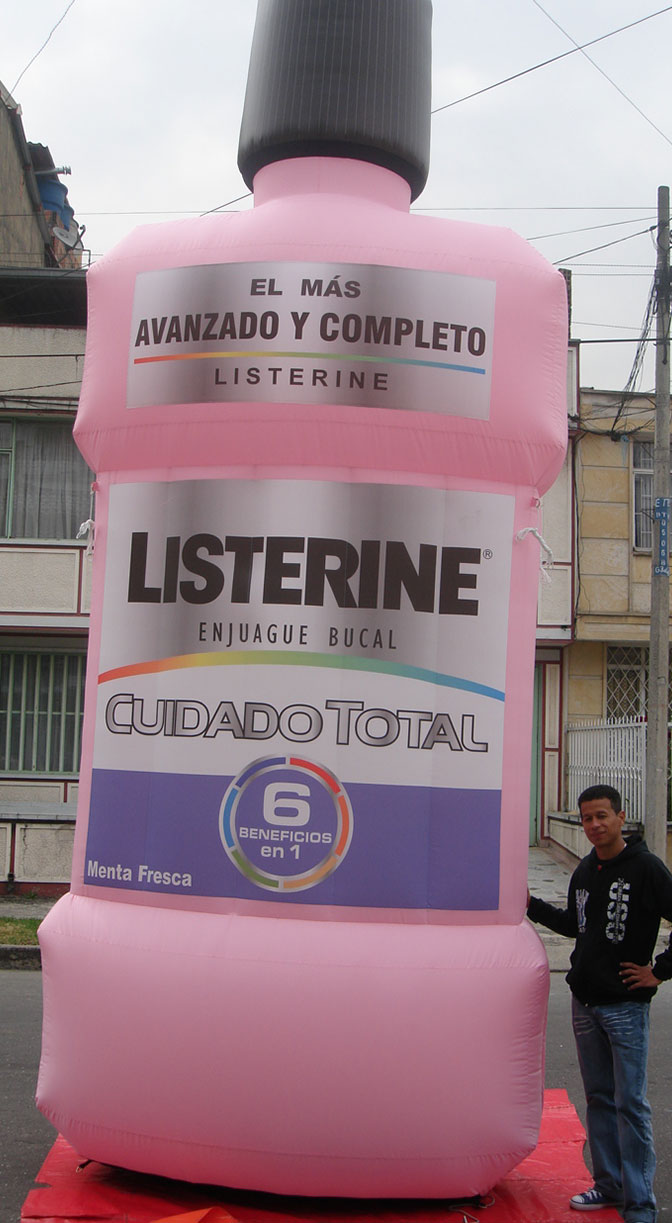 EL MÁS
AVANZADO Y COMPLETO
LISTERINE
LISTERINE®
ENJUAGUE BUCAL
CUIDADO TOTAL
6
BENEFICIOS
en 1
Menta Fresca